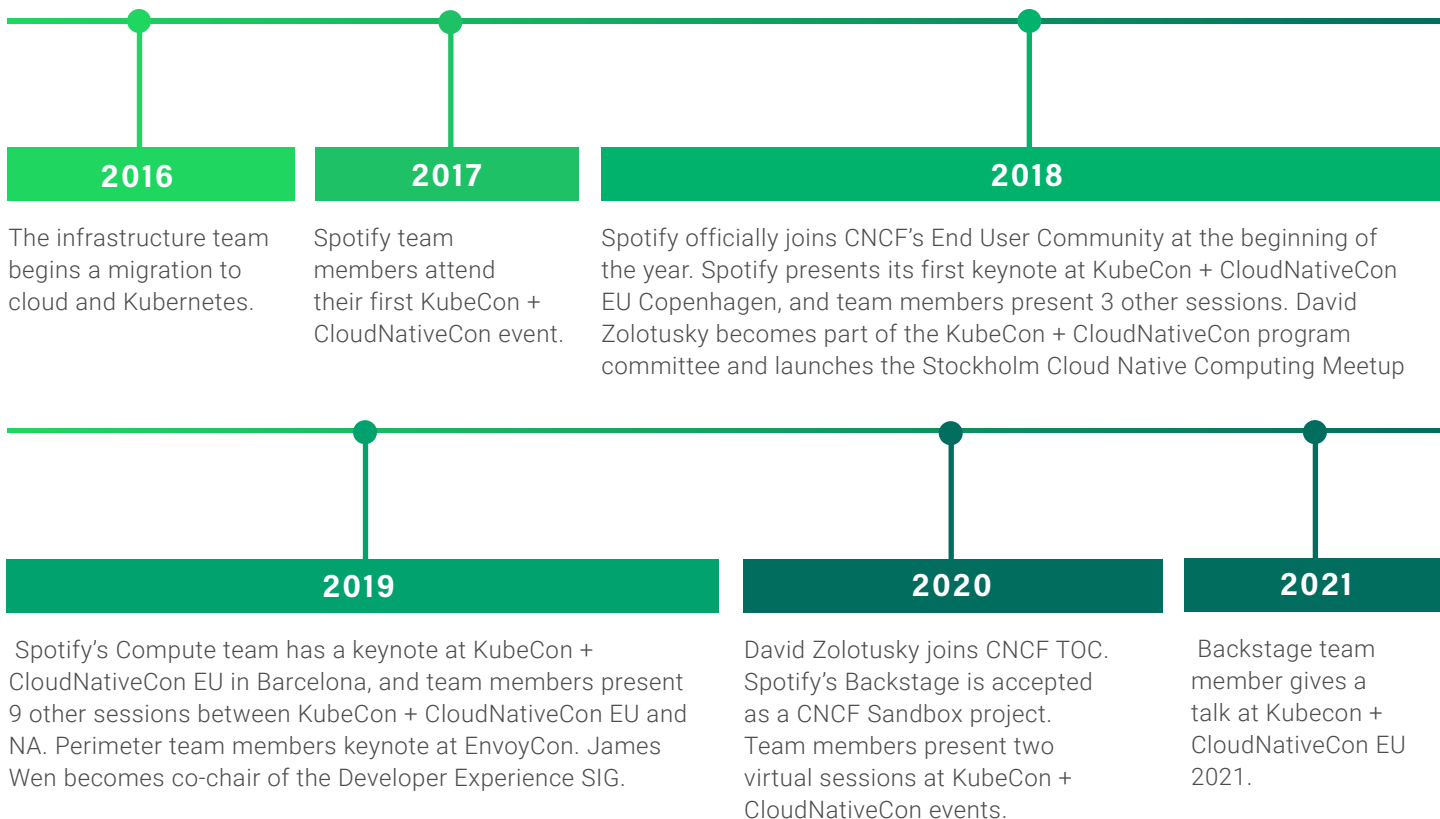 2016
The infrastructure team
begins a migration to
cloud and Kubernetes.
2017
Spotify team
members attend
their first KubeCon +
CloudNativeCon event.
2018
Spotify officially joins CNCF’s End User Community at the beginning of
the year. Spotify presents its first keynote at KubeCon + CloudNativeCon
EU Copenhagen, and team members present 3 other sessions. David
Zolotusky becomes part of the KubeCon + CloudNativeCon program
committee and launches the Stockholm Cloud Native Computing Meetup
2019
Spotify’s Compute team has a keynote at KubeCon +
CloudNativeCon EU in Barcelona, and team members present
9 other sessions between KubeCon + CloudNativeCon EU and
NA. Perimeter team members keynote at EnvoyCon. James
Wen becomes co-chair of the Developer Experience SIG.
2020
David Zolotusky joins CNCF TOC.
Spotify’s Backstage is accepted
as a CNCF Sandbox project.
Team members present two
virtual sessions at KubeCon +
CloudNativeCon events.
2021
Backstage team
member gives a
talk at Kubecon +
CloudNativeCon EU
2021.